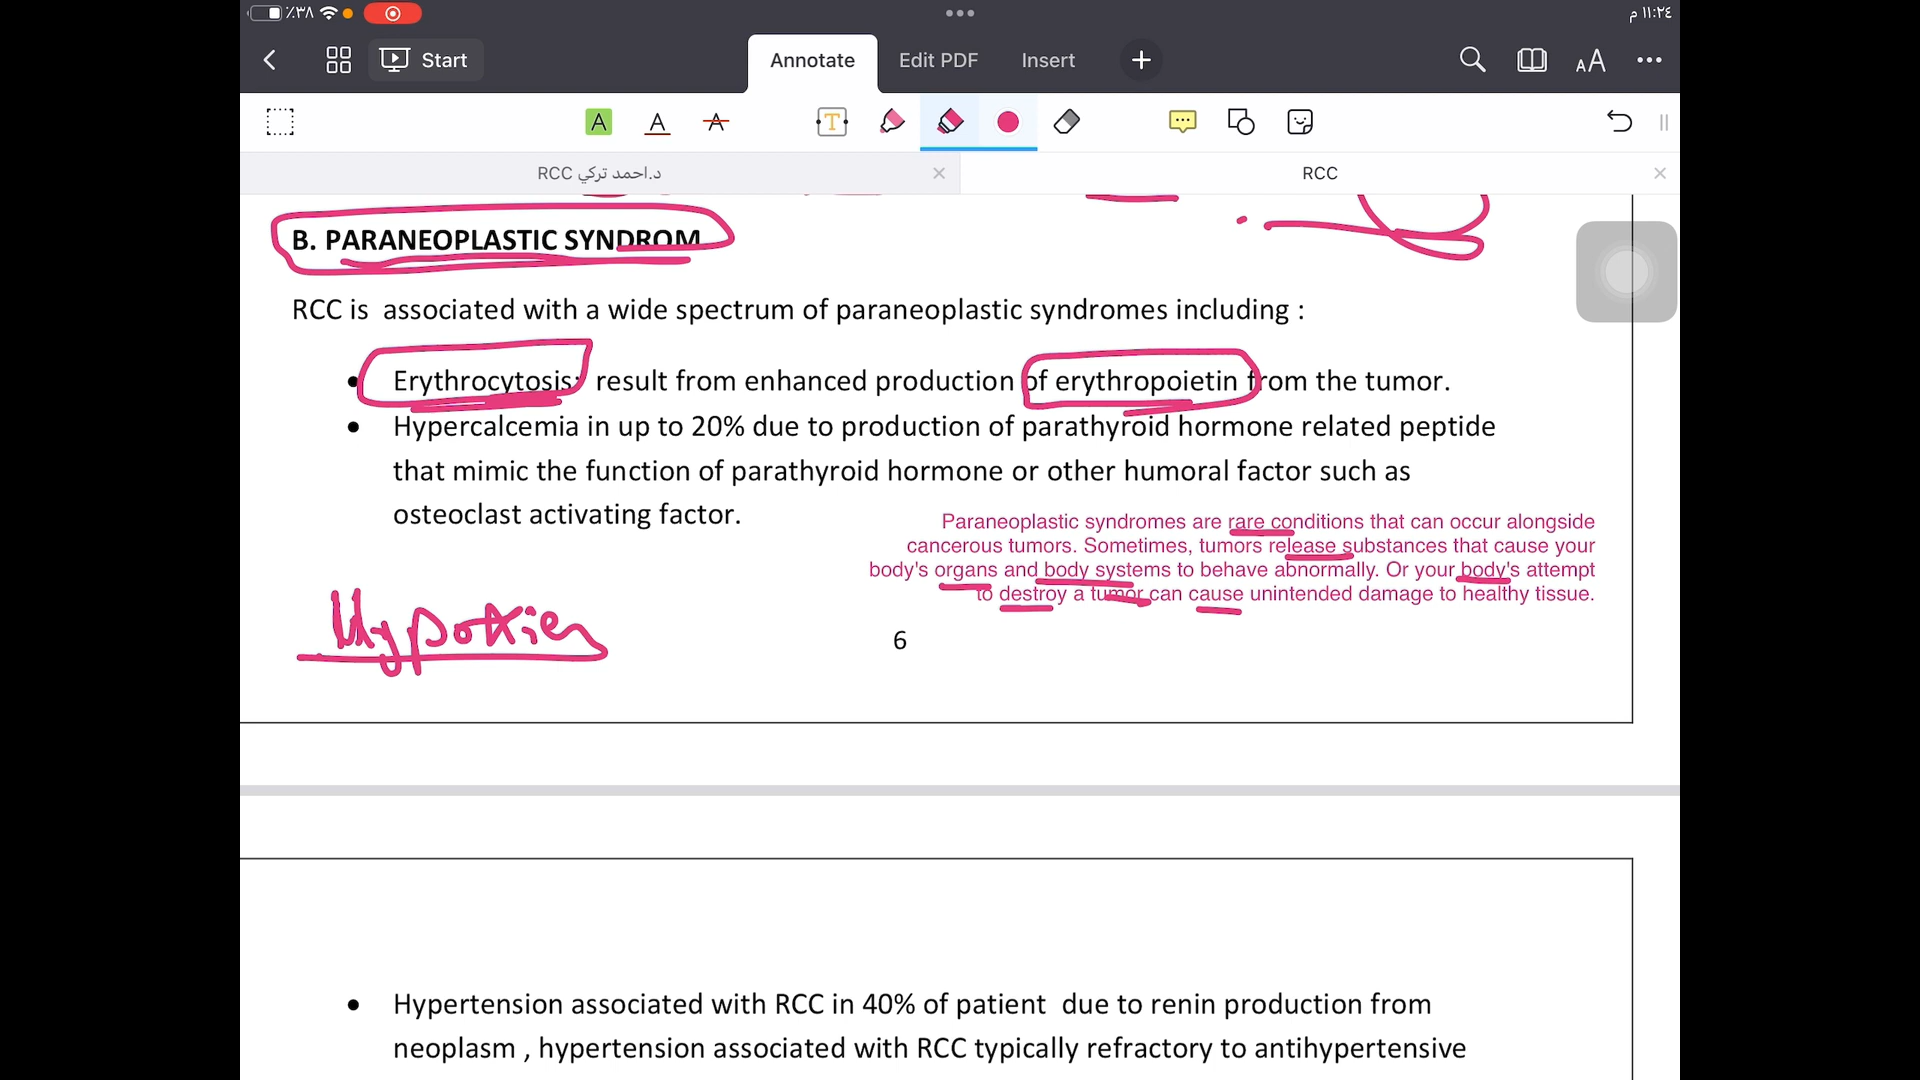 ٪٣٨
١١:٢٤ م
Start
Annotate
Edit PDF
Insert
AA
A
A
A
T
RCC د.احمد تركي
RCC
B. PARANEOPLASTIC SYNDROM
RCC is associated with a wide spectrum of paraneoplastic syndromes including :
• Erythrocytosis: result from enhanced production of erythropoietin from the tumor.
• Hypercalcemia in up to 20% due to production of parathyroid hormone related peptide
that mimic the function of parathyroid hormone or other humoral factor such as
osteoclast activating factor.
Paraneoplastic syndromes are rare conditions that can occur alongside
cancerous tumors. Sometimes, tumors release substances that cause your
body's organs and body systems to behave abnormally. Or your body's attempt
to destroy a tumor can cause unintended damage to healthy tissue.
6
• Hypertension associated with RCC in 40% of patient due to renin production from
neoplasm , hypertension associated with RCC typically refractory to antihypertensive